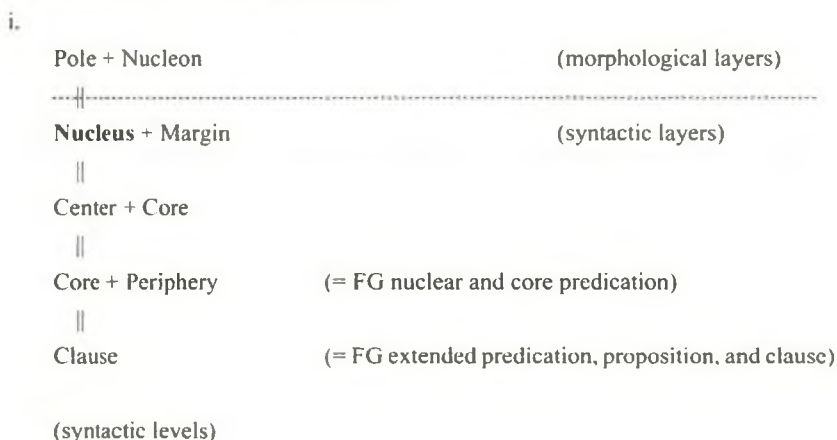 i.
Pole + Nucleon (morphological layers)
Nucleus + Margin (syntactic layers)
||
Center + Core
||
Core + Periphery (= FG nuclear and core predication)
||
Clause (= FG extended predication, proposition, and clause)
(syntactic levels)